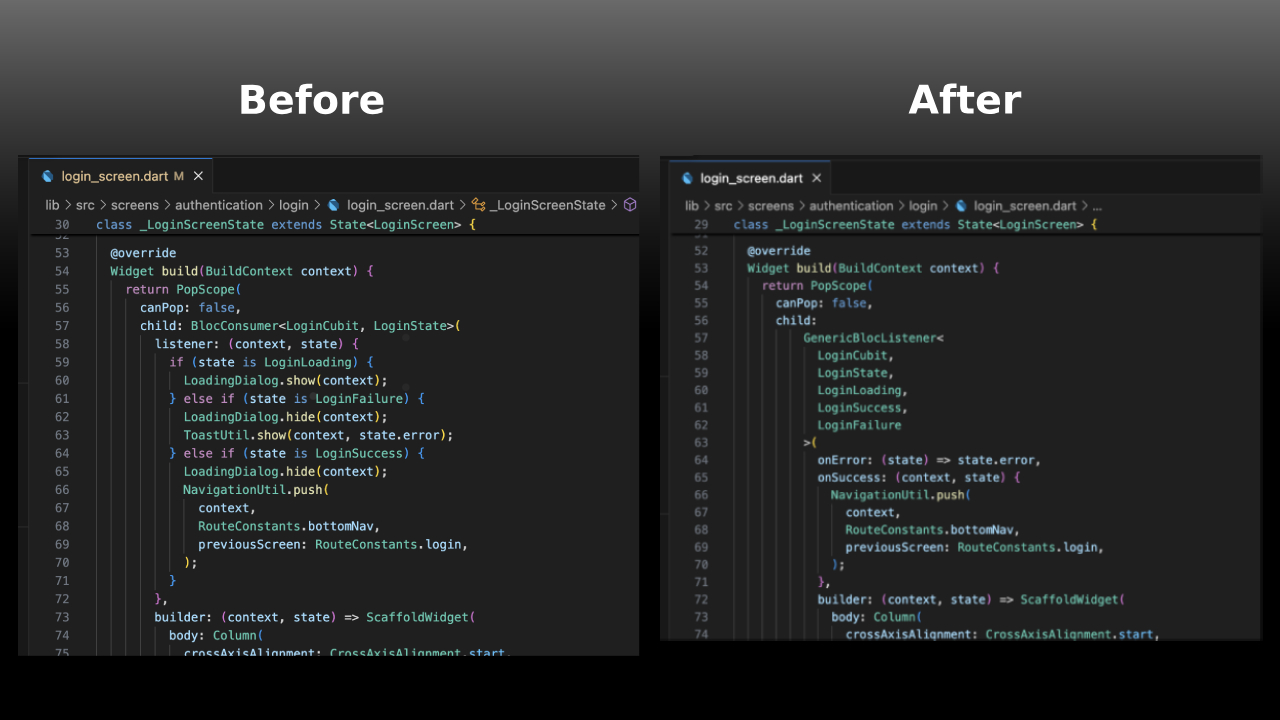 Before
login_screen.dart M
lib > src > screens > authentication > login > login_screen.dart > _LoginScreenState >
30 class _LoginScreenState extends State<LoginScreen> {
53 @override
54 Widget build(BuildContext context) {
55 return PopScope(
56 canPop: false,
57 child: BlocConsumer<LoginCubit, LoginState>(
58 listener: (context, state) {
59 if (state is LoginLoading) {
60 LoadingDialog.show(context);
61 } else if (state is LoginFailure) {
62 LoadingDialog.hide(context);
63 ToastUtil.show(context, state.error);
64 } else if (state is LoginSuccess) {
65 LoadingDialog.hide(context);
66 NavigationUtil.push(
67 context,
68 RouteConstants.bottomNav,
69 previousScreen: RouteConstants.login,
70 );
71 }
72 },
73 builder: (context, state) => ScaffoldWidget(
74 body: Column(
75 crossAxisAlignment: CrossAxisAlignment.start,
After
login_screen.dart
lib > src > screens > authentication > login > login_screen.dart > ...
29 class _LoginScreenState extends State<LoginScreen> {
52 @override
53 Widget build(BuildContext context) {
54 return PopScope(
55 canPop: false,
56 child:
57 GenericBlocListener<
58 LoginCubit,
59 LoginState,
60 LoginLoading,
61 LoginSuccess,
62 LoginFailure
63 >(
64 onError: (state) => state.error,
65 onSuccess: (context, state) {
66 NavigationUtil.push(
67 context,
68 RouteConstants.bottomNav,
69 previousScreen: RouteConstants.login,
70 );
71 },
72 builder: (context, state) => ScaffoldWidget(
73 body: Column(
74 crossAxisAlignment: CrossAxisAlignment.start,